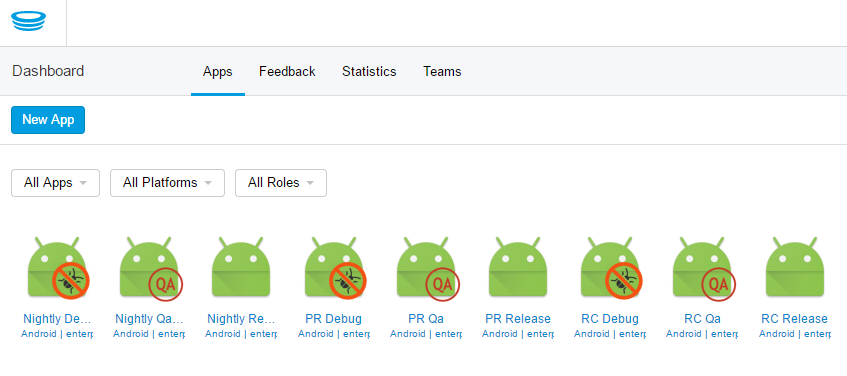 Dashboard Apps Feedback Statistics Teams
New App
All Apps All Platforms All Roles
QA QA QA
Nightly De... Nightly Qa... Nightly Re... PR Debug PR Qa PR Release RC Debug RC Qa RC Release
Android | enterp Android | enterp Android | enterp Android | enterp Android | enterp Android | enterp Android | enterp Android | enterp Android | enterp